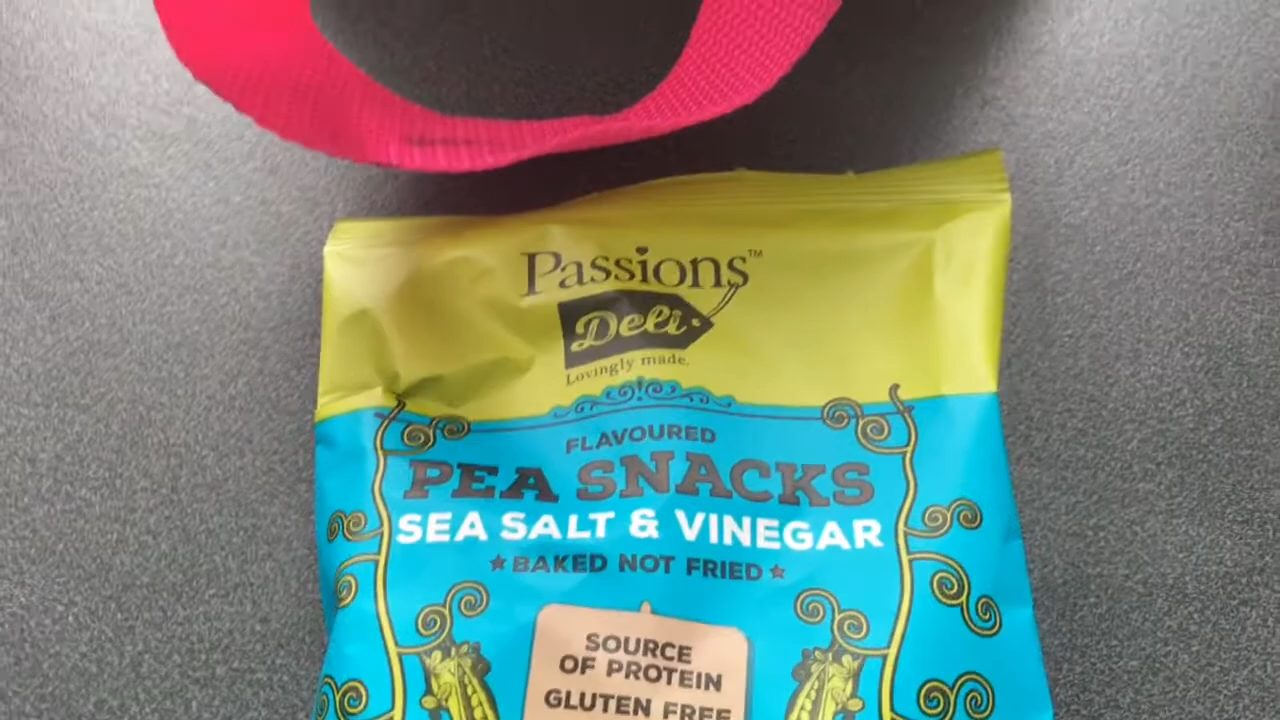 Passions™
Deli
Lovingly made.
FLAVOURED
PEA SNACKS
SEA SALT & VINEGAR
★ BAKED NOT FRIED ★
SOURCE
OF PROTEIN
GLUTEN FREE